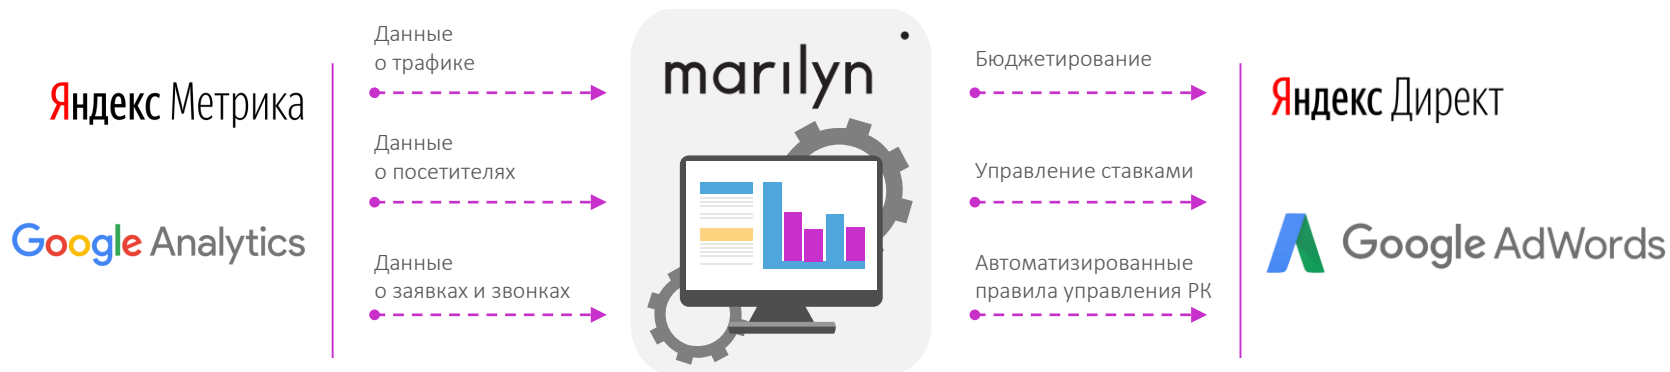 Яндекс Метрика
Google Analytics
Данные
о трафике
Данные
о посетителях
Данные
о заявках и звонках
marilyn
Бюджетирование
Управление ставками
Автоматизированные
правила управления РК
Яндекс Директ
Google AdWords